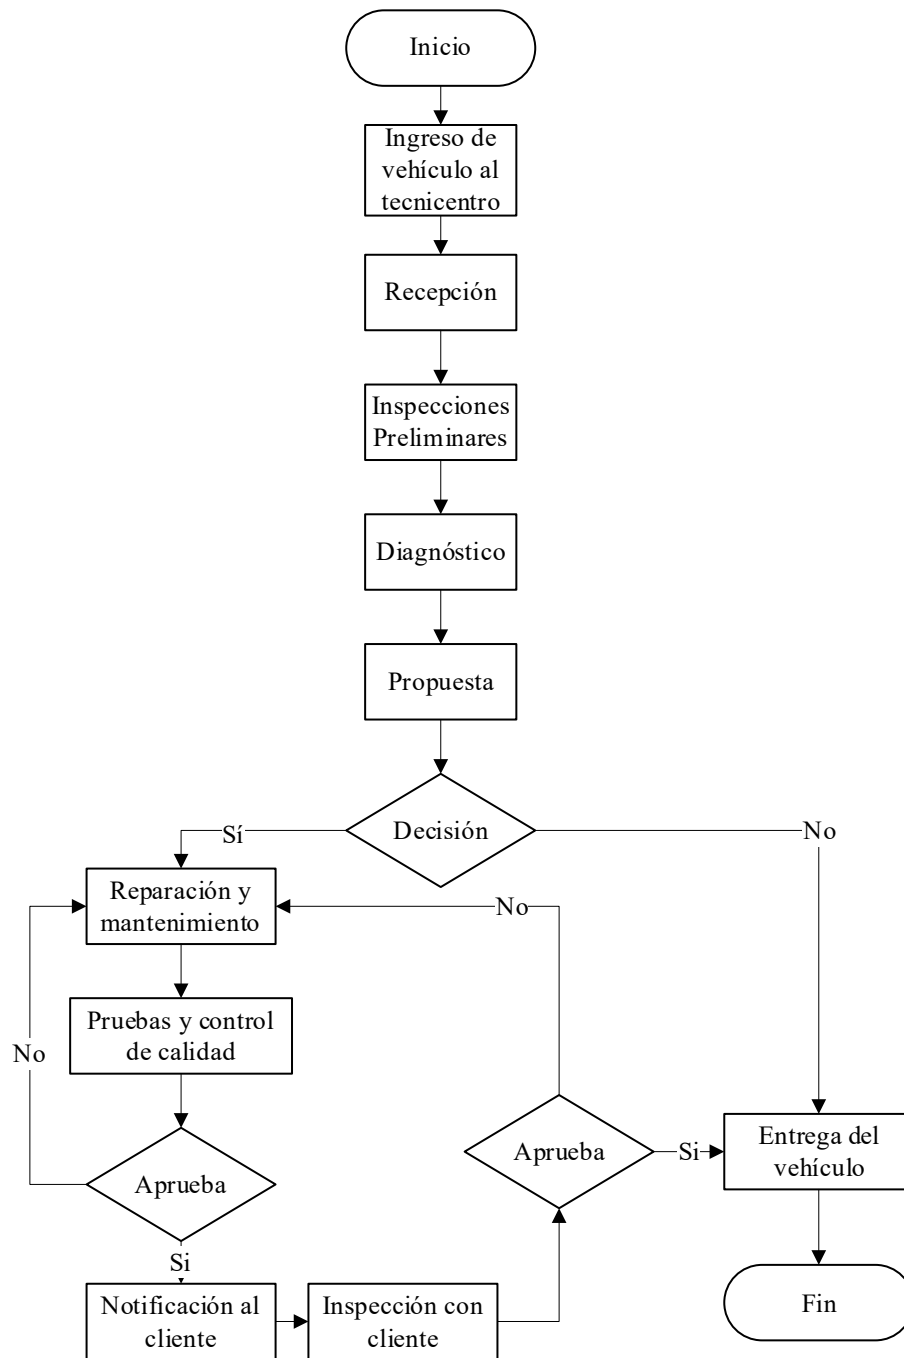 Inicio
Ingreso de
vehículo al
tecnicentro
Recepción
Inspecciones
Preliminares
Diagnóstico
Propuesta
Decisión
Sí
No
Reparación y
mantenimiento
No
Pruebas y control
de calidad
No
Aprueba
Si
Notificación al
cliente
Inspección con
cliente
Aprueba
Si
Entrega del
vehículo
Fin